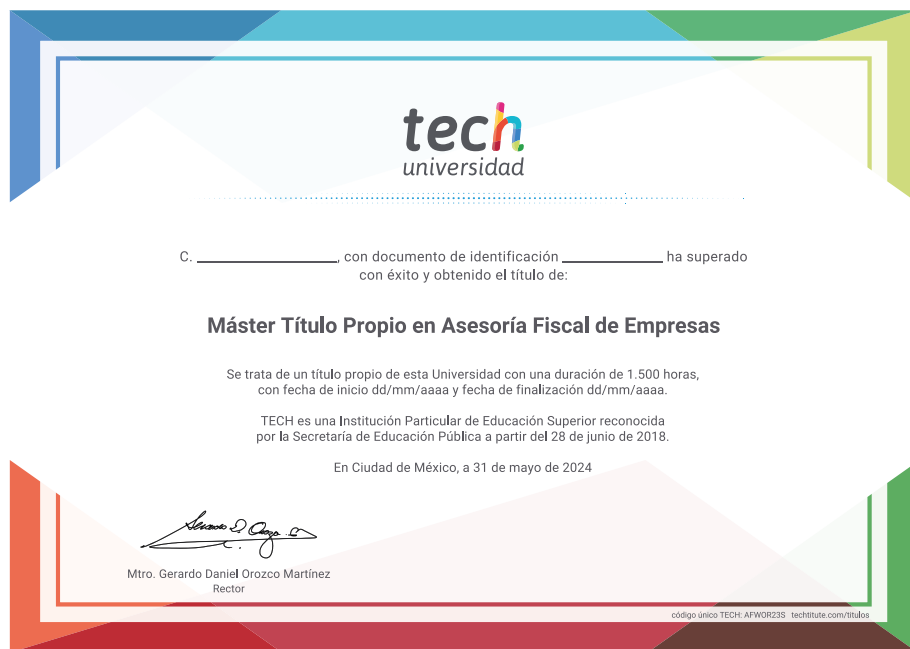 tech
universidad
C. ____________________, con documento de identificación ______________ ha superado
con éxito y obtenido el título de:
Máster Título Propio en Asesoría Fiscal de Empresas
Se trata de un título propio de esta Universidad con una duración de 1.500 horas,
con fecha de inicio dd/mm/aaaa y fecha de finalización dd/mm/aaaa.
TECH es una Institución Particular de Educación Superior reconocida
por la Secretaría de Educación Pública a partir del 28 de junio de 2018.
En Ciudad de México, a 31 de mayo de 2024
Mtro. Gerardo Daniel Orozco Martínez
Rector
código único TECH: AFWOR23S techtitute.com/titulos